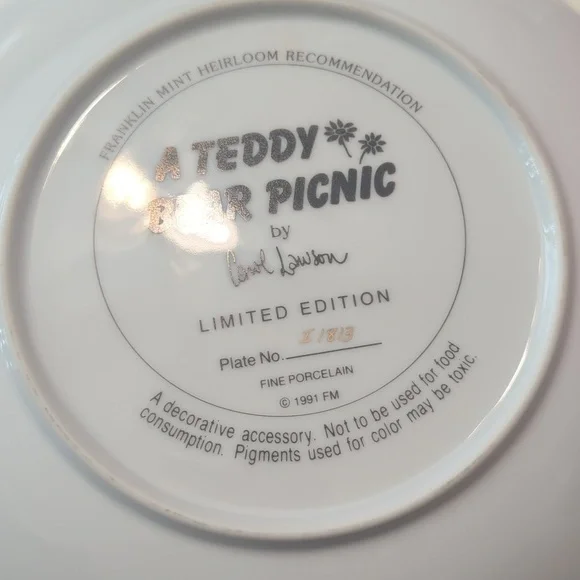 FRANKLIN MINT HEIRLOOM RECOMMENDATION
A TEDDY
BEAR PICNIC
by
Carol Lawson
LIMITED EDITION
Plate No. I1813
FINE PORCELAIN
© 1991 FM
A decorative accessory. Not to be used for food
consumption. Pigments used for color may be toxic.